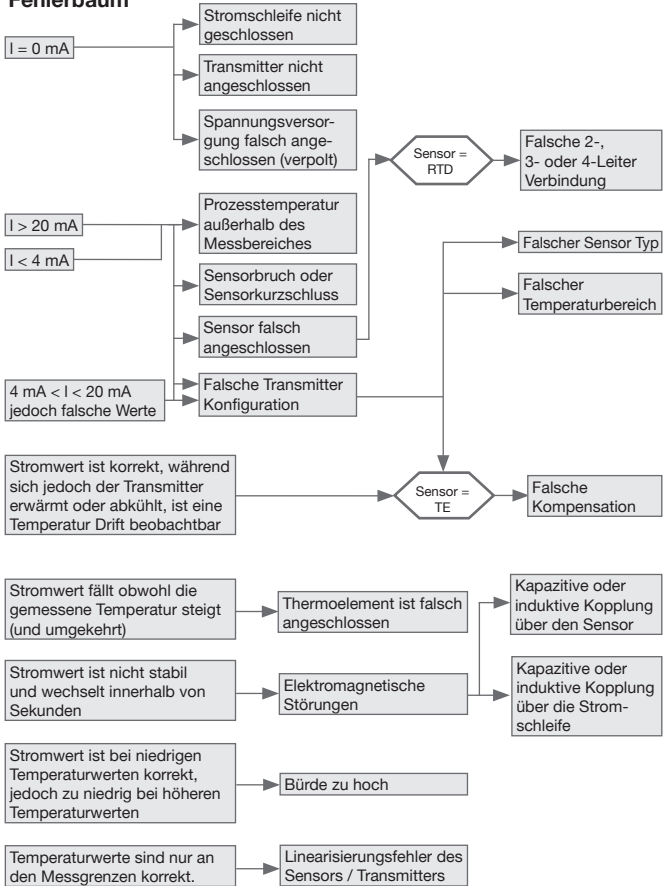 Fehlerbaum
I = 0 mA
Stromschleife nicht
geschlossen
Transmitter nicht
angeschlossen
Spannungsversor-
gung falsch ange-
schlossen (verpolt)
Sensor =
RTD
Falsche 2-,
3- oder 4-Leiter
Verbindung
I > 20 mA
I < 4 mA
Prozesstemperatur
außerhalb des
Messbereiches
Falscher Sensor Typ
Sensorbruch oder
Sensorkurzschluss
Falscher
Temperaturbereich
Sensor falsch
angeschlossen
4 mA < I < 20 mA
jedoch falsche Werte
Falsche Transmitter
Konfiguration
Stromwert ist korrekt, während
sich jedoch der Transmitter
erwärmt oder abkühlt, ist eine
Temperatur Drift beobachtbar
Sensor =
TE
Falsche
Kompensation
Stromwert fällt obwohl die
gemessene Temperatur steigt
(und umgekehrt)
Thermoelement ist falsch
angeschlossen
Kapazitive oder
induktive Kopplung
über den Sensor
Stromwert ist nicht stabil
und wechselt innerhalb von
Sekunden
Elektromagnetische
Störungen
Kapazitive oder
induktive Kopplung
über die Strom-
schleife
Stromwert ist bei niedrigen
Temperaturwerten korrekt,
jedoch zu niedrig bei höheren
Temperaturwerten
Bürde zu hoch
Temperaturwerte sind nur an
den Messgrenzen korrekt.
Linearisierungsfehler des
Sensors / Transmitters